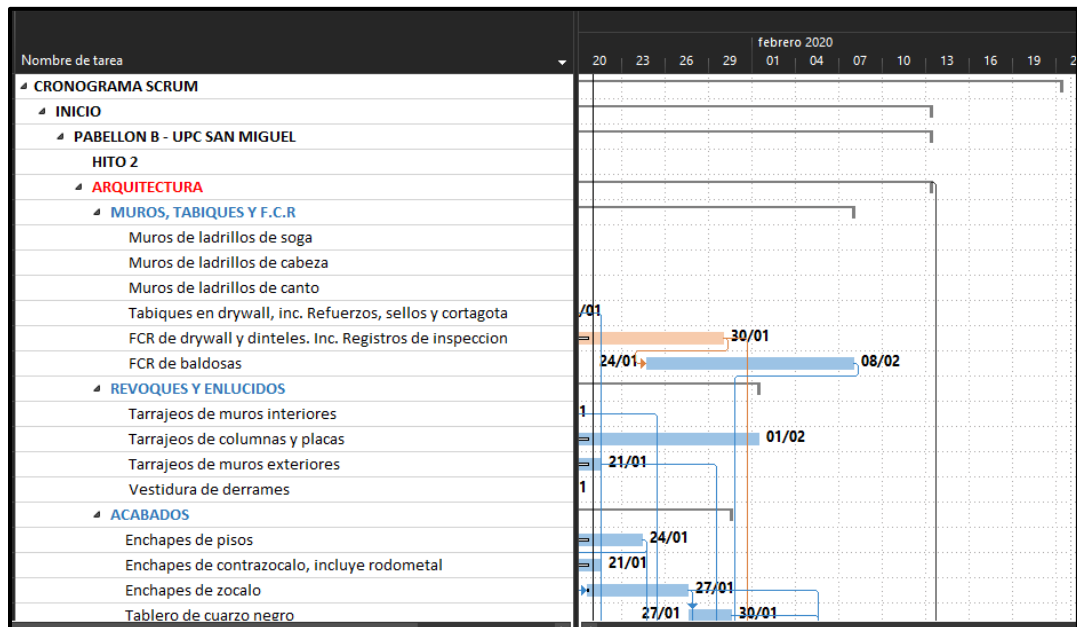 febrero 2020
Nombre de tarea 20 23 26 29 01 04 07 10 13 16 19 2
CRONOGRAMA SCRUM
INICIO
PABELLON B - UPC SAN MIGUEL
HITO 2
ARQUITECTURA
MUROS, TABIQUES Y F.C.R
Muros de ladrillos de soga
Muros de ladrillos de cabeza
Muros de ladrillos de canto
Tabiques en drywall, inc. Refuerzos, sellos y cortagota /01
FCR de drywall y dinteles. Inc. Registros de inspeccion 30/01
FCR de baldosas 24/01 08/02
REVOQUES Y ENLUCIDOS
Tarrajeos de muros interiores 1
Tarrajeos de columnas y placas 01/02
Tarrajeos de muros exteriores 21/01
Vestidura de derrames 1
ACABADOS
Enchapes de pisos 24/01
Enchapes de contrazocalo, incluye rodometal 21/01
Enchapes de zocalo 27/01
Tablero de cuarzo negro 27/01 30/01